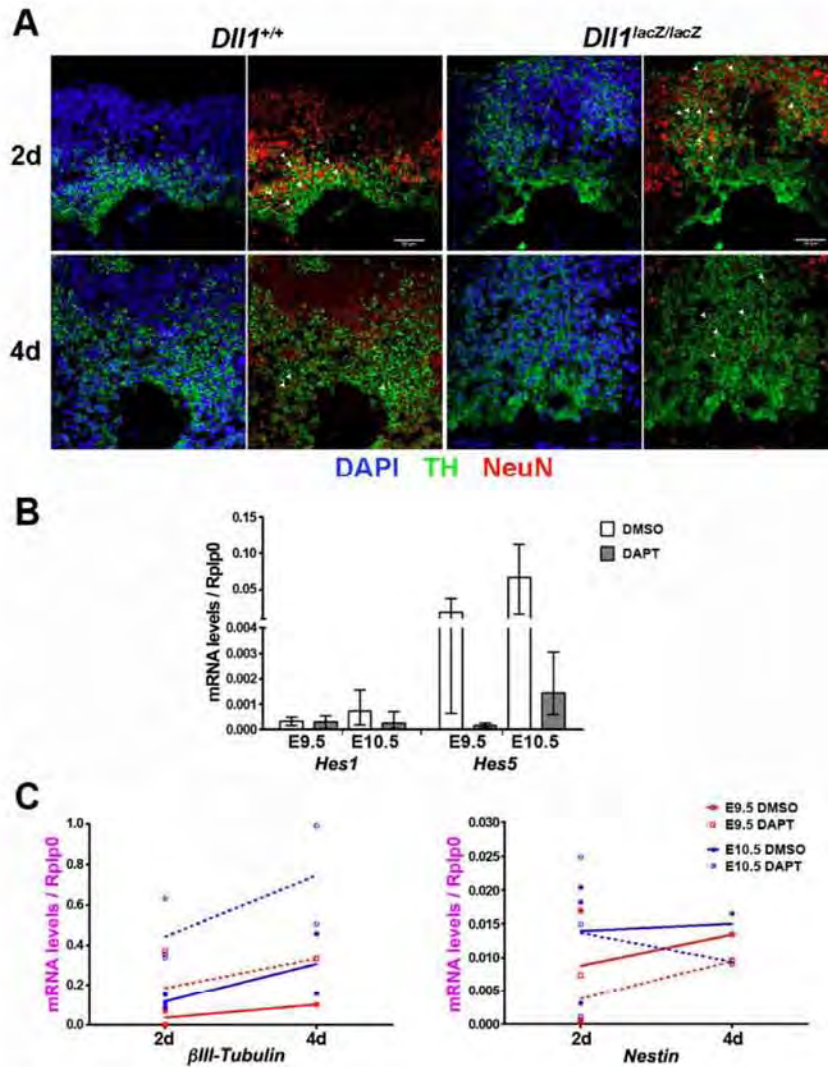 A
Dll1+/+
Dll1lacZ/lacZ
2d
4d
DAPI TH NeuN
B
mRNA levels / Rplp0
0.15
0.10
0.05
0.004
0.003
0.002
0.001
0.000
DMSO
DAPT
E9.5 E10.5 E9.5 E10.5
Hes1 Hes5
C
mRNA levels / Rplp0
1.0
0.8
0.6
0.4
0.2
0.0
2d 4d
βIII-Tubulin
mRNA levels / Rplp0
0.030
0.025
0.020
0.015
0.010
0.005
0.000
2d 4d
Nestin
E9.5 DMSO
E9.5 DAPT
E10.5 DMSO
E10.5 DAPT